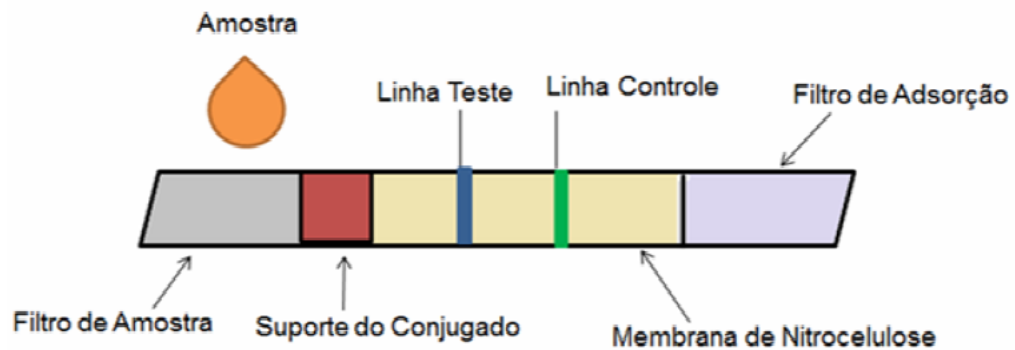 Amostra
Linha Teste
Linha Controle
Filtro de Adsorção
Filtro de Amostra
Suporte do Conjugado
Membrana de Nitrocelulose